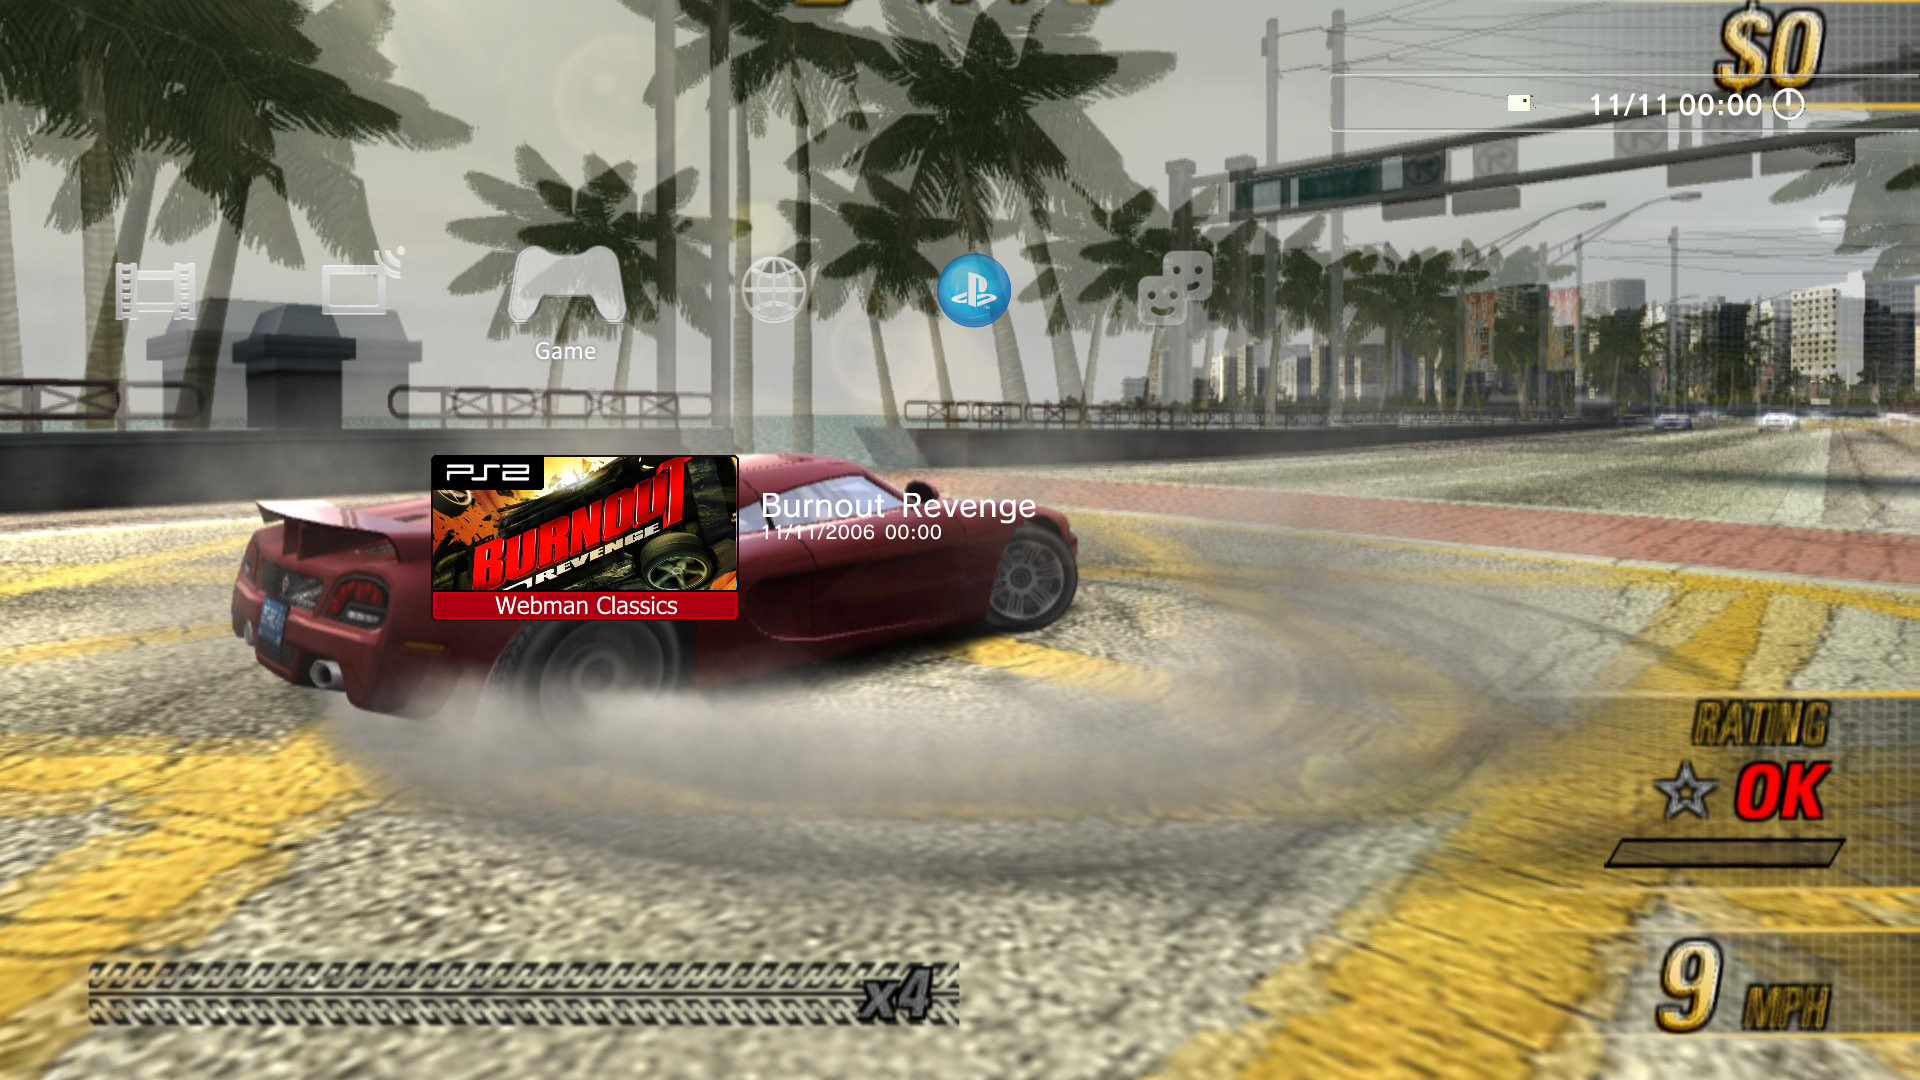 $0
11/11 00:00
Game
PS2
BURNOUT
REVENGE
Webman Classics
Burnout Revenge
11/11/2006 00:00
RATING
OK
x4
9 MPH